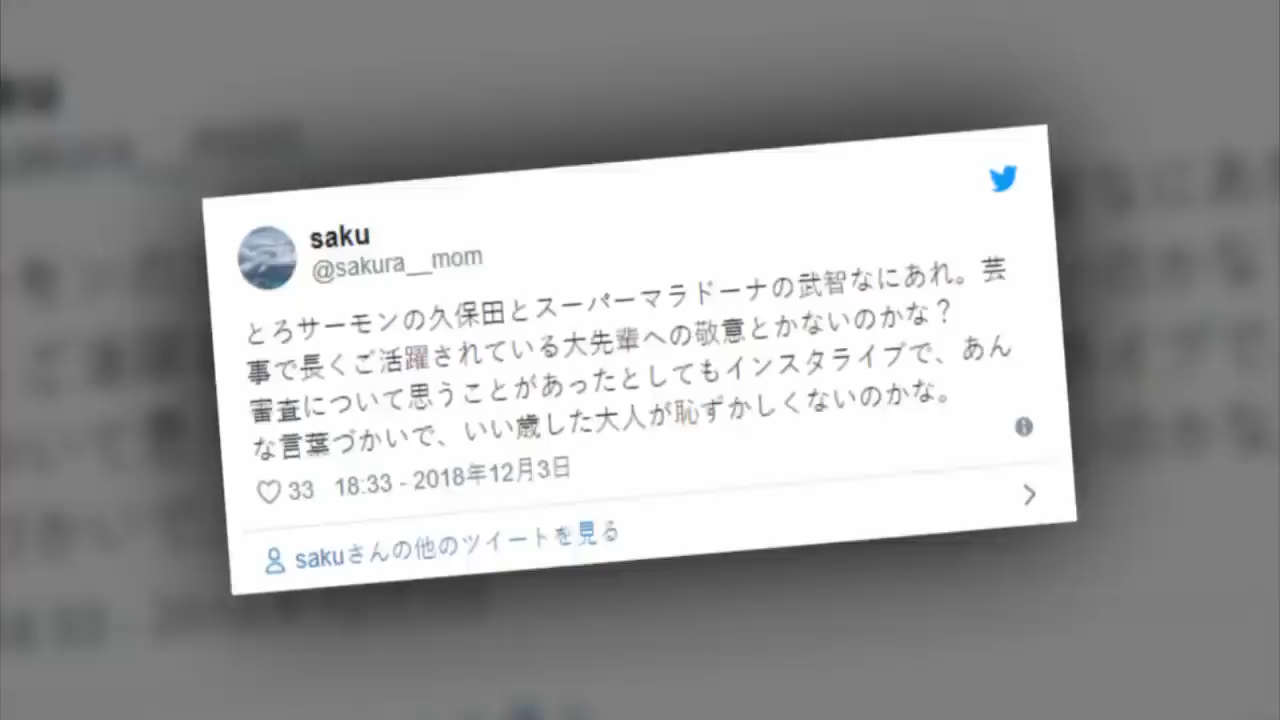 saku
@sakura__mom
とろサーモンの久保田とスーパーマラドーナの武智なにあれ。芸
事で長くご活躍されている大先輩への敬意とかないのかな?
審査について思うことがあったとしてもインスタライブで、あん
な言葉づかいで、いい歳した大人が恥ずかしくないのかな。
33 18:33 - 2018年12月3日
sakuさんの他のツイートを見る